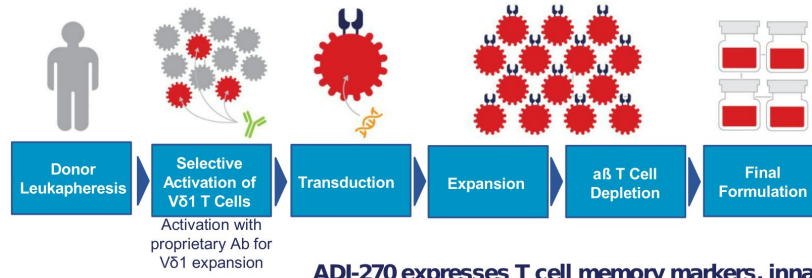 Donor
Leukapheresis
Selective
Activation of
Vδ1 T Cells
Transduction
Expansion
aß T Cell
Depletion
Final
Formulation
Activation with
proprietary Ab for
Vδ1 expansion
ADI-270 expresses T cell memory markers,